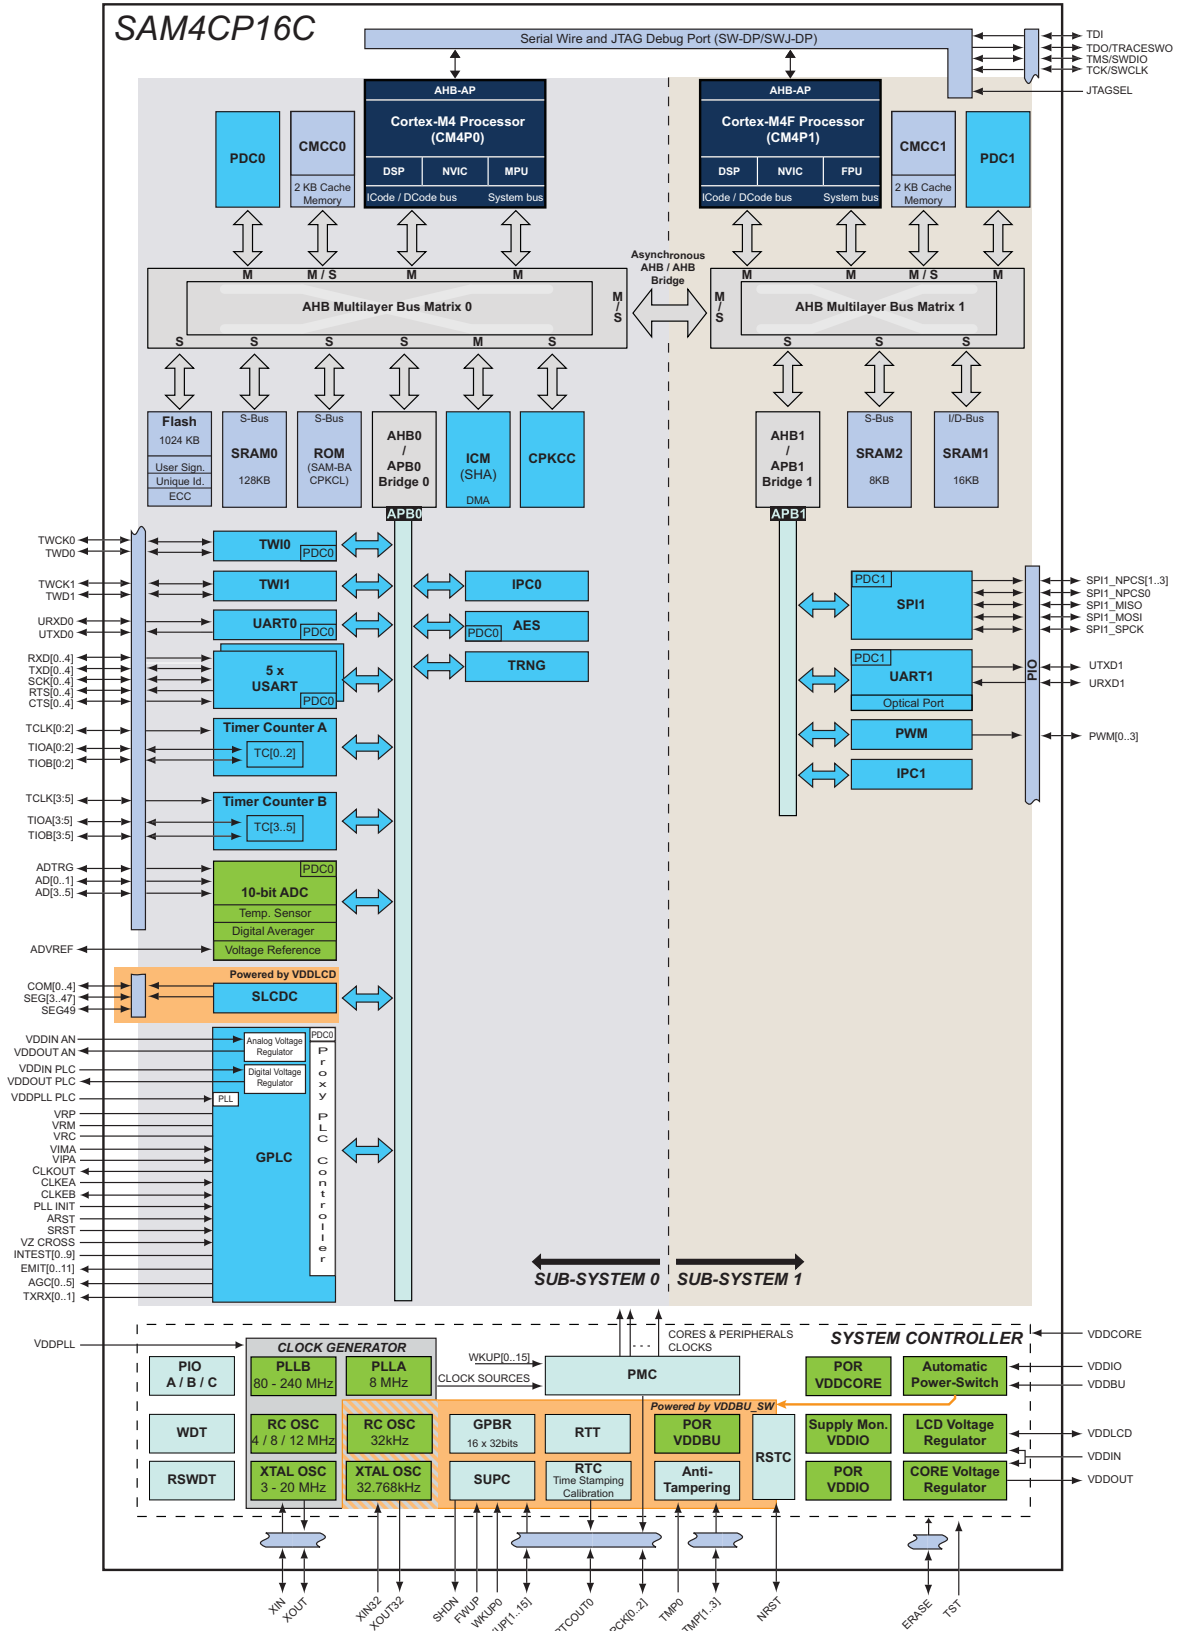 SAM4CP16C
Serial Wire and JTAG Debug Port (SW-DP/SWJ-DP)
TDI
TDO/TRACESWO
TMS/SWDIO
TCK/SWCLK
JTAGSEL
PDC0
CMCC0
2 KB Cache
Memory
AHB-AP
Cortex-M4 Processor
(CM4P0)
DSP NVIC MPU
ICode / DCode bus System bus
AHB-AP
Cortex-M4F Processor
(CM4P1)
DSP NVIC FPU
ICode / DCode bus System bus
CMCC1
2 KB Cache
Memory
PDC1
Asynchronous
AHB / AHB
Bridge
M M / S M M
AHB Multilayer Bus Matrix 0
M/S
S S S S M S
M M M / S M
M/S
AHB Multilayer Bus Matrix 1
S S S
Flash
1024 KB
User Sign.
Unique Id.
ECC
S-Bus
SRAM0
128KB
S-Bus
ROM
(SAM-BA
CPKCL)
AHB0
/
APB0
Bridge 0
APB0
ICM
(SHA)
DMA
CPKCC
AHB1
/
APB1
Bridge 1
APB1
S-Bus
SRAM2
8KB
I/D-Bus
SRAM1
16KB
TWCK0
TWD0
TWI0
PDC0
TWCK1
TWD1
TWI1
URXD0
UTXD0
UART0
PDC0
RXD[0..4]
TXD[0..4]
SCK[0..4]
RTS[0..4]
CTS[0..4]
5 x
USART
PDC0
TCLK[0:2]
TIOA[0:2]
TIOB[0:2]
Timer Counter A
TC[0..2]
TCLK[3:5]
TIOA[3:5]
TIOB[3:5]
Timer Counter B
TC[3..5]
ADTRG
AD[0..1]
AD[3..5]
PDC0
10-bit ADC
Temp. Sensor
Digital Averager
Voltage Reference
ADVREF
IPC0
AES
PDC0
TRNG
PDC1
SPI1
SPI1_NPCS[1..3]
SPI1_NPCS0
SPI1_MISO
SPI1_MOSI
SPI1_SPCK
PIO
PDC1
UART1
Optical Port
UTXD1
URXD1
PWM
PWM[0..3]
IPC1
Powered by VDDLCD
SLCDC
COM[0..4]
SEG[3..47]
SEG49
VDDIN AN
VDDOUT AN
VDDIN PLC
VDDOUT PLC
VDDPLL PLC
VRP
VRM
VRC
VIMA
VIPA
CLKOUT
CLKEA
CLKEB
PLL INIT
ARST
SRST
VZ CROSS
INTEST[0..9]
EMIT[0..11]
AGC[0..5]
TXRX[0..1]
Analog Voltage
Regulator
Digital Voltage
Regulator
PLL
GPLC
PDC0
Proxy PLC Controller
SUB-SYSTEM 0
SUB-SYSTEM 1
VDDPLL
CORES & PERIPHERALS
CLOCKS
SYSTEM CONTROLLER
VDDCORE
CLOCK GENERATOR
PIO
A / B / C
PLLB
80 - 240 MHz
PLLA
8 MHz
WKUP[0..15]
CLOCK SOURCES
PMC
POR
VDDCORE
Automatic
Power-Switch
VDDIO
VDDBU
Powered by VDDBU_SW
WDT
RC OSC
4 / 8 / 12 MHz
RC OSC
32kHz
GPBR
16 x 32bits
RTT
POR
VDDBU
RSTC
Supply Mon.
VDDIO
LCD Voltage
Regulator
VDDLCD
VDDIN
RSWDT
XTAL OSC
3 - 20 MHz
XTAL OSC
32.768kHz
SUPC
RTC
Time Stamping
Calibration
Anti-
Tampering
POR
VDDIO
CORE Voltage
Regulator
VDDOUT
XIN
XOUT
XIN32
XOUT32
SHDN
FWUP
WKUP0
UP[1..15]
TCOUT0
PCK[0..2]
TMP0
TMP[1..3]
NRST
ERASE
TST